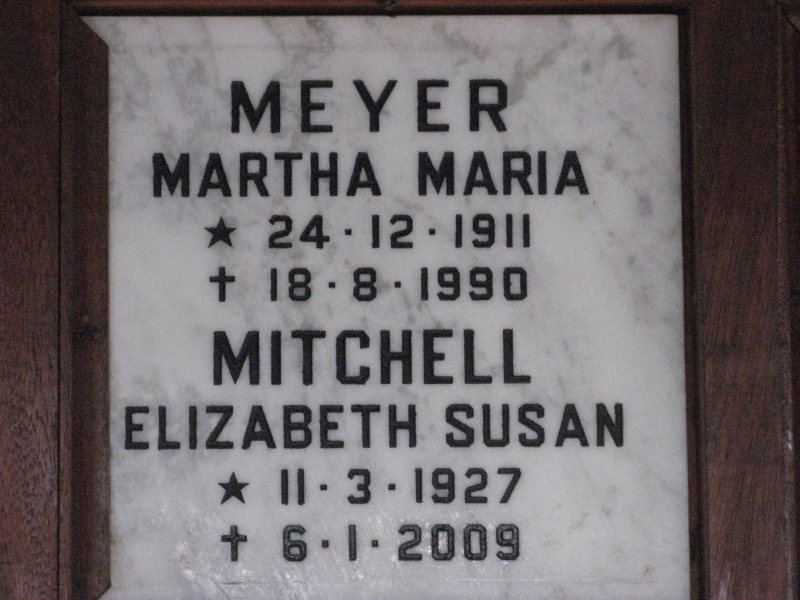 MEYER
MARTHA MARIA
★ 24·12·1911
† 18·8·1990
MITCHELL
ELIZABETH SUSAN
★ 11·3·1927
† 6·1·2009